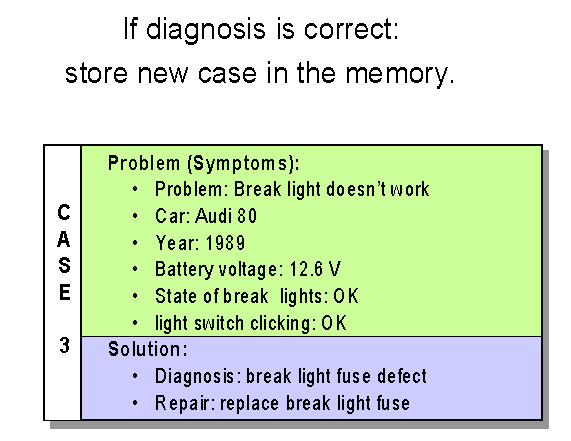 If diagnosis is correct:
store new case in the memory.
CASE 3
Problem (Symptoms):
• Problem: Break light doesn't work
• Car: Audi 80
• Year: 1989
• Battery voltage: 12.6 V
• State of break lights: OK
• light switch clicking: OK
Solution:
• Diagnosis: break light fuse defect
• Repair: replace break light fuse